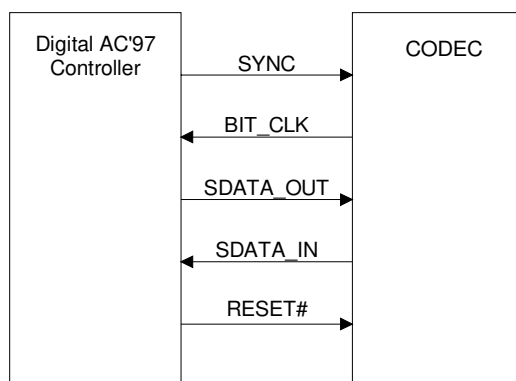 Digital AC'97
Controller
CODEC
SYNC
BIT_CLK
SDATA_OUT
SDATA_IN
RESET#